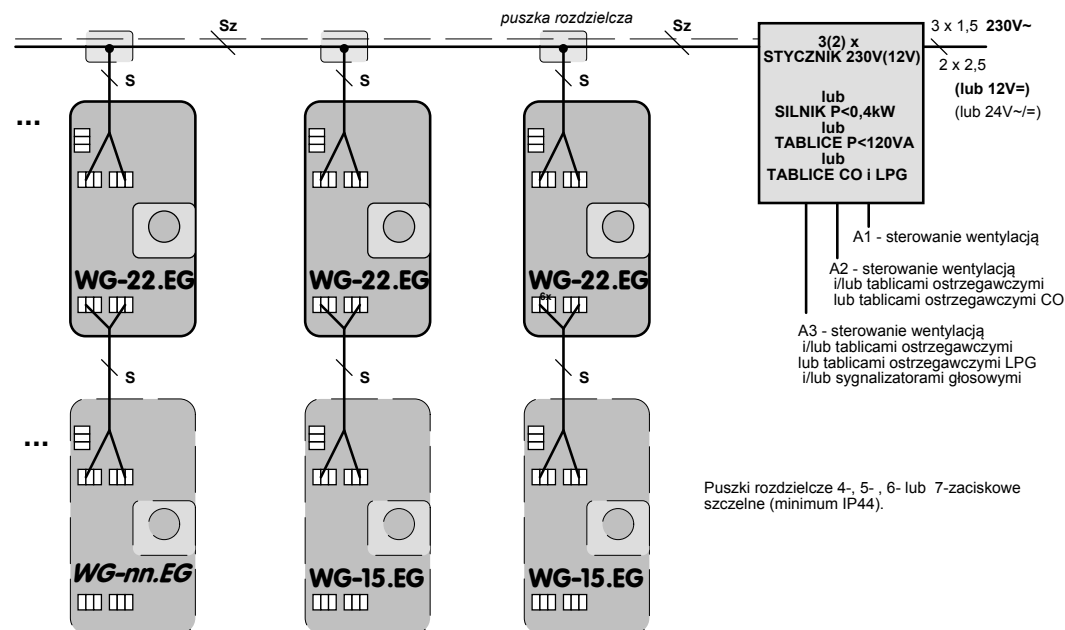 puszka rozdzielcza
Sz
Sz
3 x 1,5 230V~
2 x 2,5
(lub 12V=)
(lub 24V~/=)
3(2) x
STYCZNIK 230V(12V)
lub
SILNIK P<0,4kW
lub
TABLICE P<120VA
lub
TABLICE CO i LPG
S
S
S
...
WG-22.EG
WG-22.EG
6x
WG-22.EG
A1 - sterowanie wentylacją
A2 - sterowanie wentylacją
i/lub tablicami ostrzegawczymi
lub tablicami ostrzegawczymi CO
A3 - sterowanie wentylacją
i/lub tablicami ostrzegawczymi
lub tablicami ostrzegawczymi LPG
i/lub sygnalizatorami głosowymi
S
S
S
...
WG-nn.EG
WG-15.EG
WG-15.EG
Puszki rozdzielcze 4-, 5- , 6- lub 7-zaciskowe
szczelne (minimum IP44).